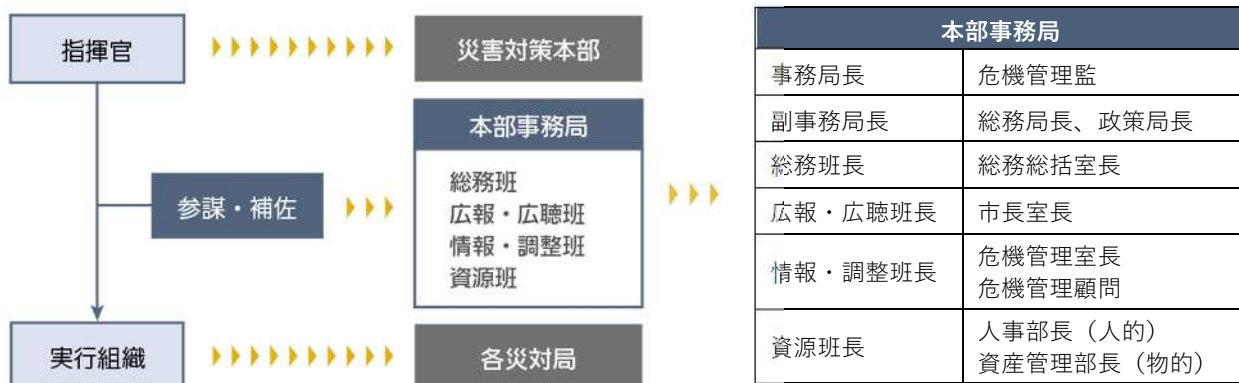 指揮官
災害対策本部
本部事務局
総務班
広報・広聴班
情報・調整班
資源班
参謀・補佐
実行組織
各災対局
本部事務局
事務局長 危機管理監
副事務局長 総務局長、政策局長
総務班長 総務総括室長
広報・広聴班長 市長室長
情報・調整班長 危機管理室長
危機管理顧問
資源班長 人事部長（人的）
資産管理部長（物的）